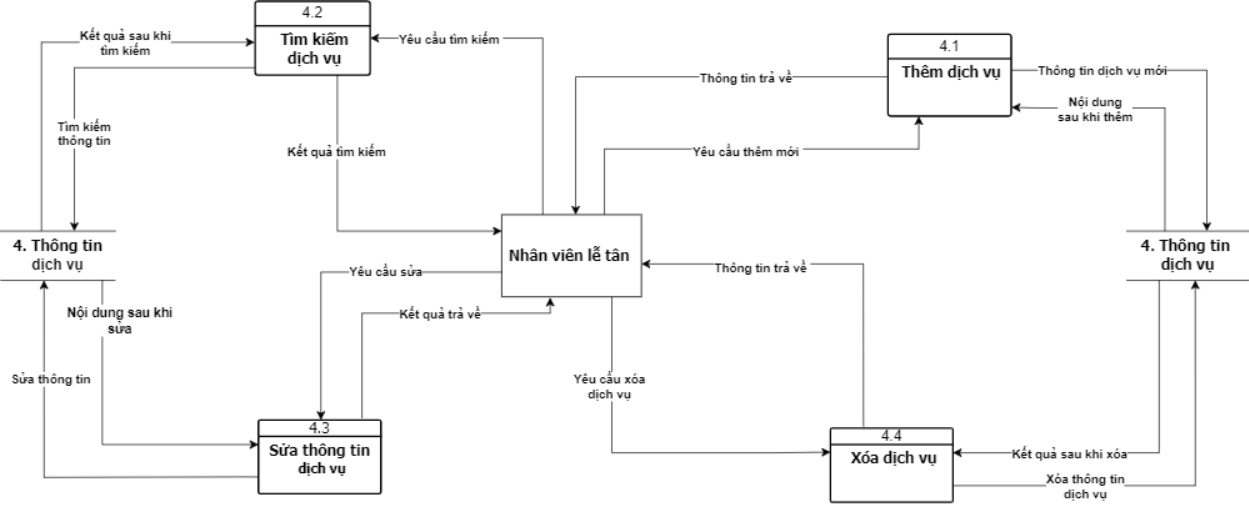 4.2
Tìm kiếm
dịch vụ
Kết quả sau khi
tìm kiếm
Yêu cầu tìm kiếm
4.1
Thêm dịch vụ
Thông tin trả về
Thông tin dịch vụ mới
Nội dung
sau khi thêm
Tìm kiếm
thông tin
Kết quả tìm kiếm
Yêu cầu thêm mới
4. Thông tin
dịch vụ
Nhân viên lễ tân
4. Thông tin
dịch vụ
Yêu cầu sửa
Thông tin trả về
Nội dung sau khi
sửa
Kết quả trả về
Sửa thông tin
Yêu cầu xóa
dịch vụ
4.3
Sửa thông tin
dịch vụ
4.4
Xóa dịch vụ
Kết quả sau khi xóa
Xóa thông tin
dịch vụ